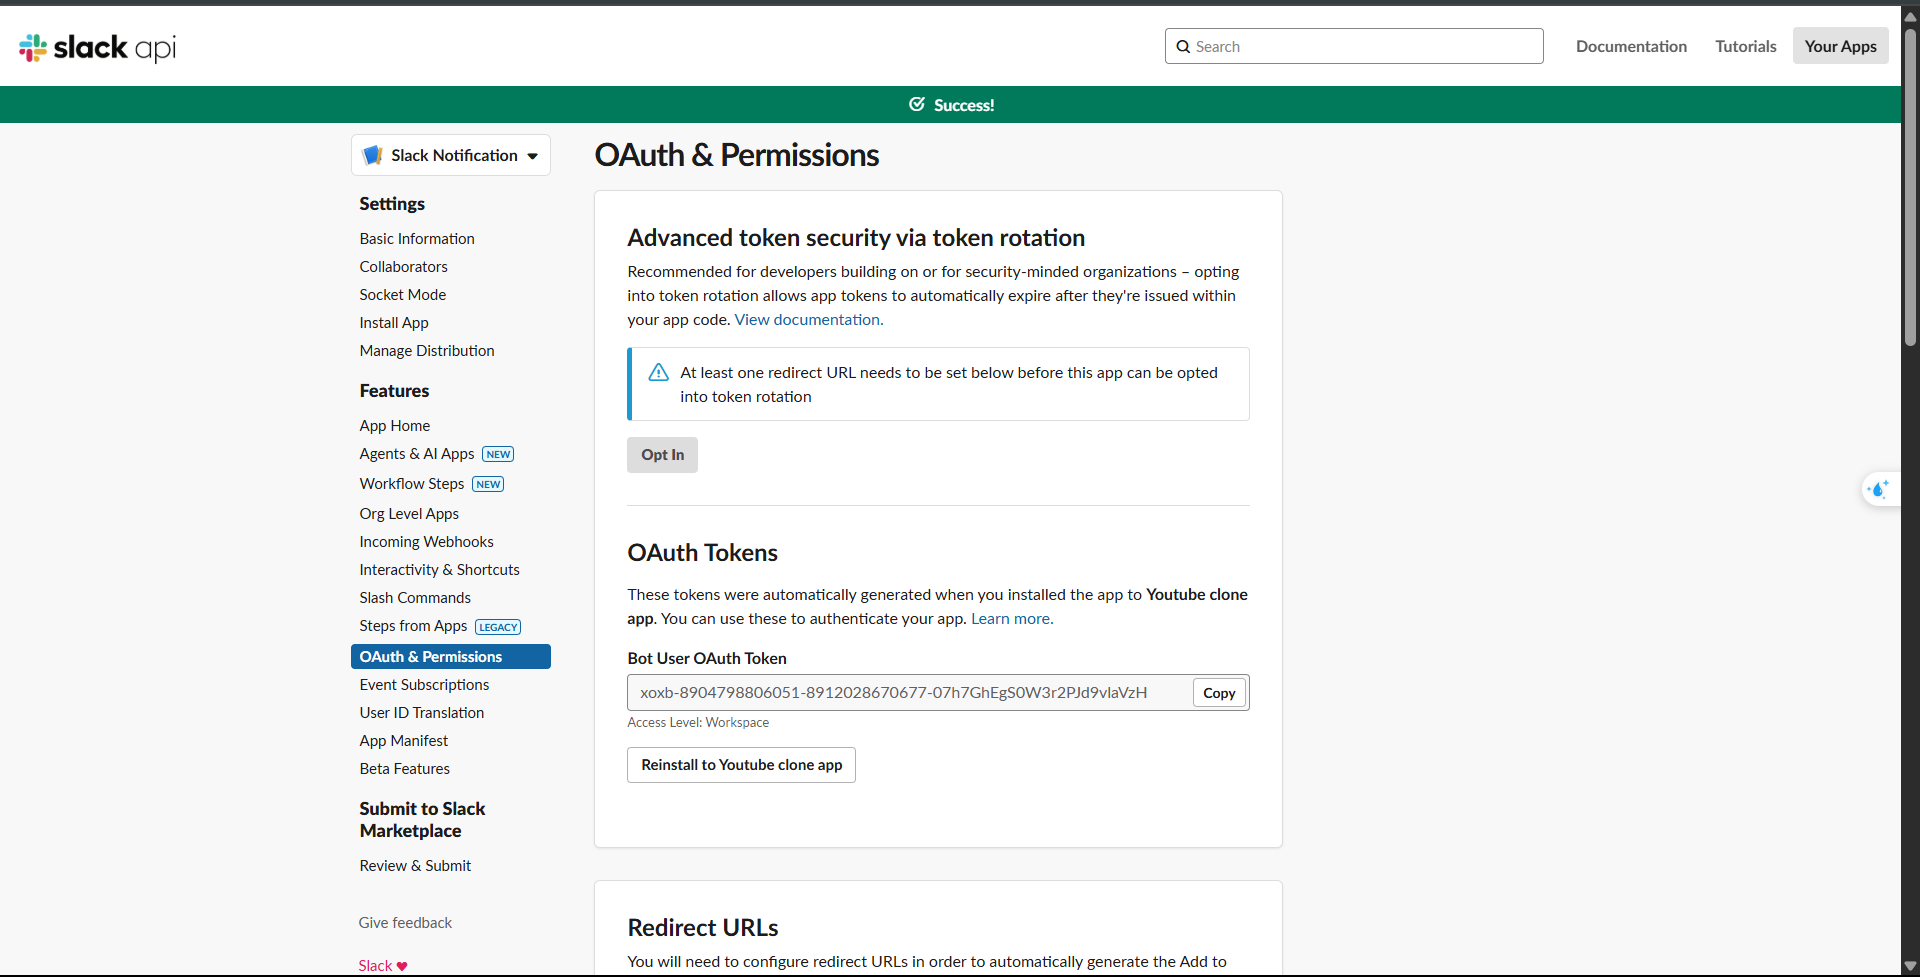 slack api
Search
Documentation
Tutorials
Your Apps
Success!
Slack Notification
Settings
Basic Information
Collaborators
Socket Mode
Install App
Manage Distribution
Features
App Home
Agents & AI Apps NEW
Workflow Steps NEW
Org Level Apps
Incoming Webhooks
Interactivity & Shortcuts
Slash Commands
Steps from Apps LEGACY
OAuth & Permissions
Event Subscriptions
User ID Translation
App Manifest
Beta Features
Submit to Slack
Marketplace
Review & Submit
Give feedback
Slack ♥
OAuth & Permissions
Advanced token security via token rotation
Recommended for developers building on or for security-minded organizations – opting
into token rotation allows app tokens to automatically expire after they're issued within
your app code. View documentation.
At least one redirect URL needs to be set below before this app can be opted
into token rotation
Opt In
OAuth Tokens
These tokens were automatically generated when you installed the app to Youtube clone
app. You can use these to authenticate your app. Learn more.
Bot User OAuth Token
xoxb-8904798806051-8912028670677-07h7GhEgS0W3r2PJd9vlaVzH
Copy
Access Level: Workspace
Reinstall to Youtube clone app
Redirect URLs
You will need to configure redirect URLs in order to automatically generate the Add to